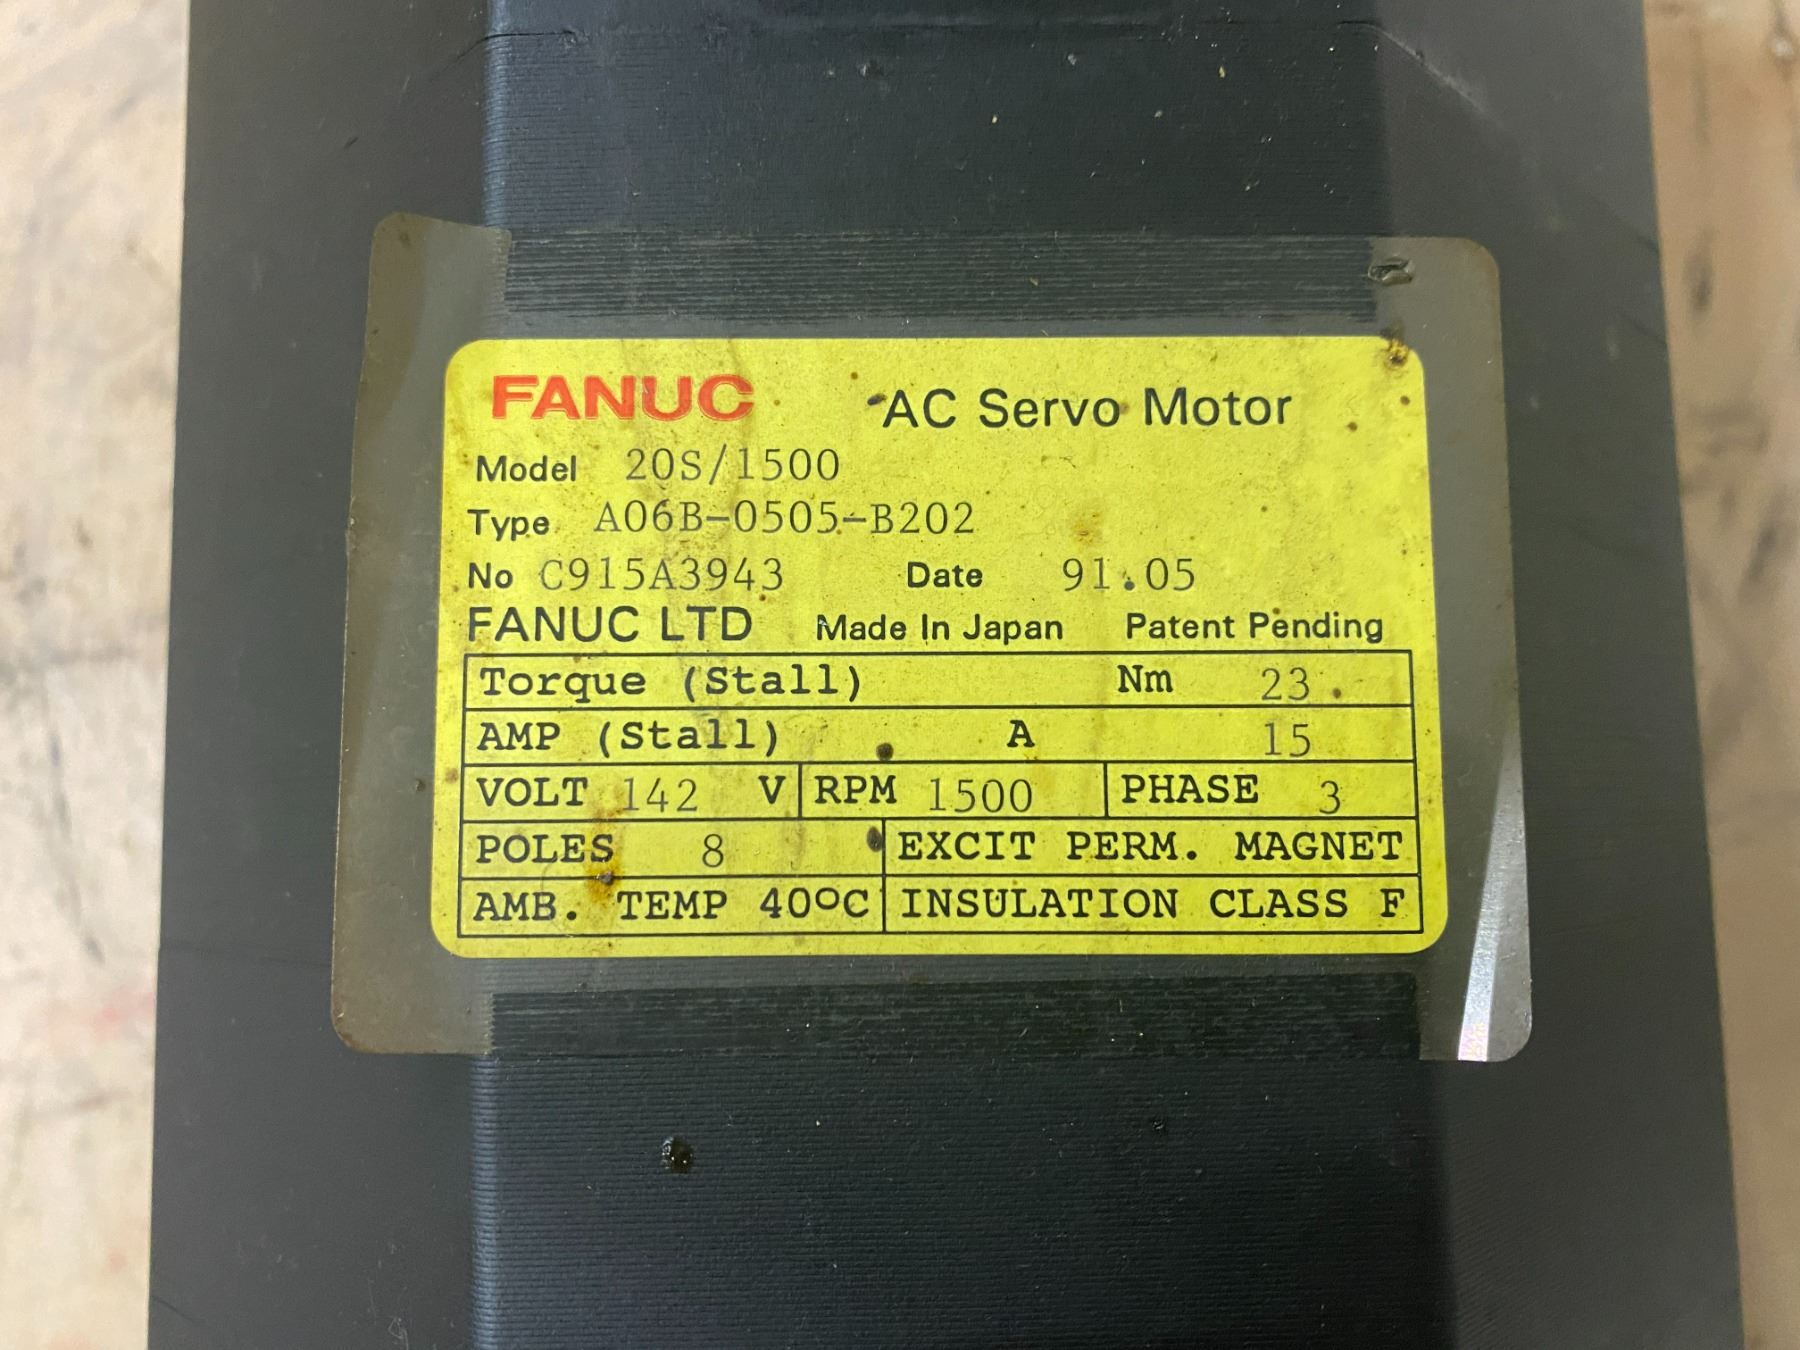 FANUC AC Servo Motor
Model 20S/1500
Type A06B-0505-B202
No C915A3943 Date 91.05
FANUC LTD Made In Japan Patent Pending
Torque (Stall) Nm 23.
AMP (Stall) A 15
VOLT 142 V RPM 1500 PHASE 3
POLES 8 EXCIT PERM. MAGNET
AMB. TEMP 40°C INSULATION CLASS F